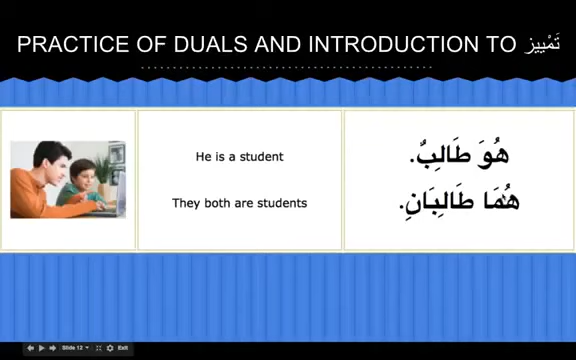 PRACTICE OF DUALS AND INTRODUCTION TO تَمْيِيز
He is a student
هُوَ طَالِبٌ.
They both are students
هُمَا طَالِبَانِ.
Slide 12
Exit